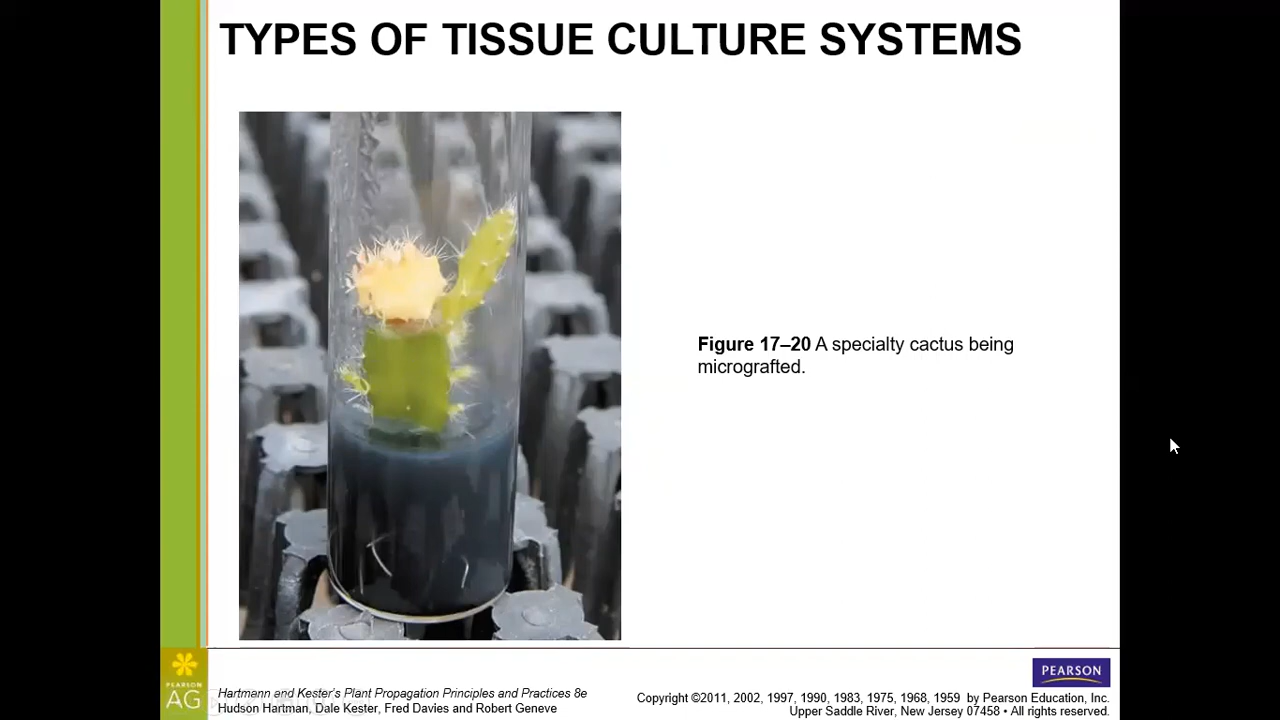 TYPES OF TISSUE CULTURE SYSTEMS
Figure 17–20 A specialty cactus being
micrografted.
PEARSON
AG
Hartmann and Kester's Plant Propagation Principles and Practices 8e
Hudson Hartman, Dale Kester, Fred Davies and Robert Geneve
PEARSON
Copyright ©2011, 2002, 1997, 1990, 1983, 1975, 1968, 1959 by Pearson Education, Inc.
Upper Saddle River, New Jersey 07458 • All rights reserved.